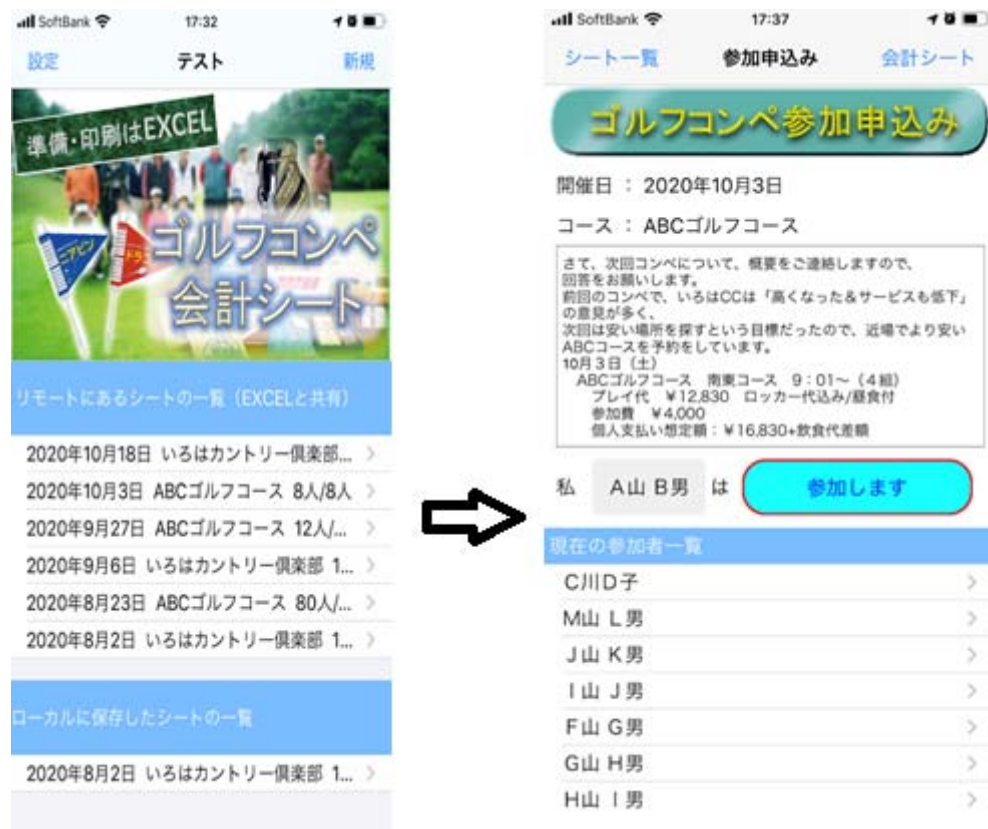 SoftBank 17:32
設定 テスト 新規
準備・印刷はEXCEL
ニアピン
ドラ
ゴルフコンペ
会計シート
リモートにあるシートの一覧（EXCELと共有）
2020年10月18日 いろはカントリー倶楽部...
2020年10月3日 ABCゴルフコース 8人/8人
2020年9月27日 ABCゴルフコース 12人/...
2020年9月6日 いろはカントリー倶楽部 1...
2020年8月23日 ABCゴルフコース 80人/...
2020年8月2日 いろはカントリー倶楽部 1...
ローカルに保存したシートの一覧
2020年8月2日 いろはカントリー倶楽部 1...
SoftBank 17:37
シート一覧 参加申込み 会計シート
ゴルフコンペ参加申込み
開催日 ： 2020年10月3日
コース ： ABCゴルフコース
さて、次回コンペについて、概要をご連絡しますので、
回答をお願いします。
前回のコンペで、いろはCCは「高くなった&サービスも低下」
の意見が多く、
次回は安い場所を探すという目標だったので、近場でより安い
ABCコースを予約をしています。
10月３日（土）
ABCゴルフコース 南東コース 9：01～（４組）
プレイ代 ￥12,830 ロッカー代込み/昼食付
参加費 ￥4,000
個人支払い想定額：￥16,830+飲食代差額
私 A山 B男 は 参加します
現在の参加者一覧
C川D子
M山 L男
J山 K男
I山 J男
F山 G男
G山 H男
H山 I男